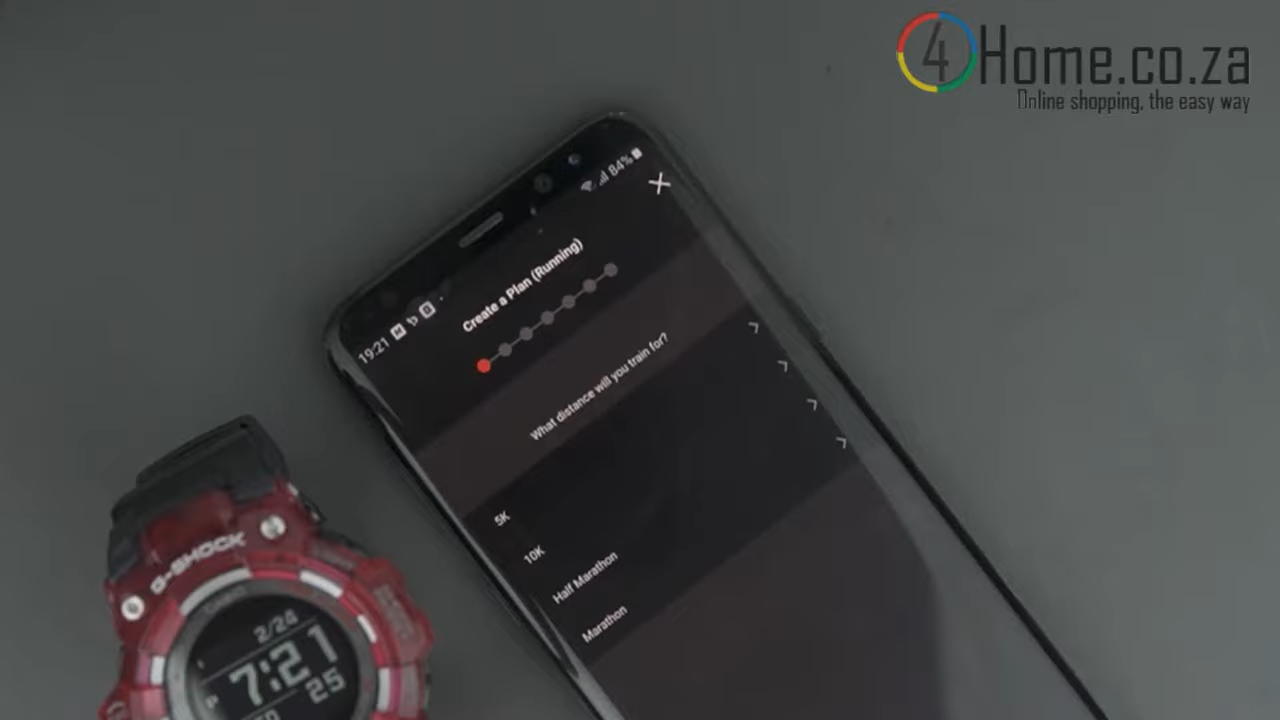 4Home.co.za
Online shopping, the easy way
19:21
84%
Create a Plan (Running)
What distance will you train for?
5K
10K
Half Marathon
Marathon
G-SHOCK
2/24
P 7:21
25